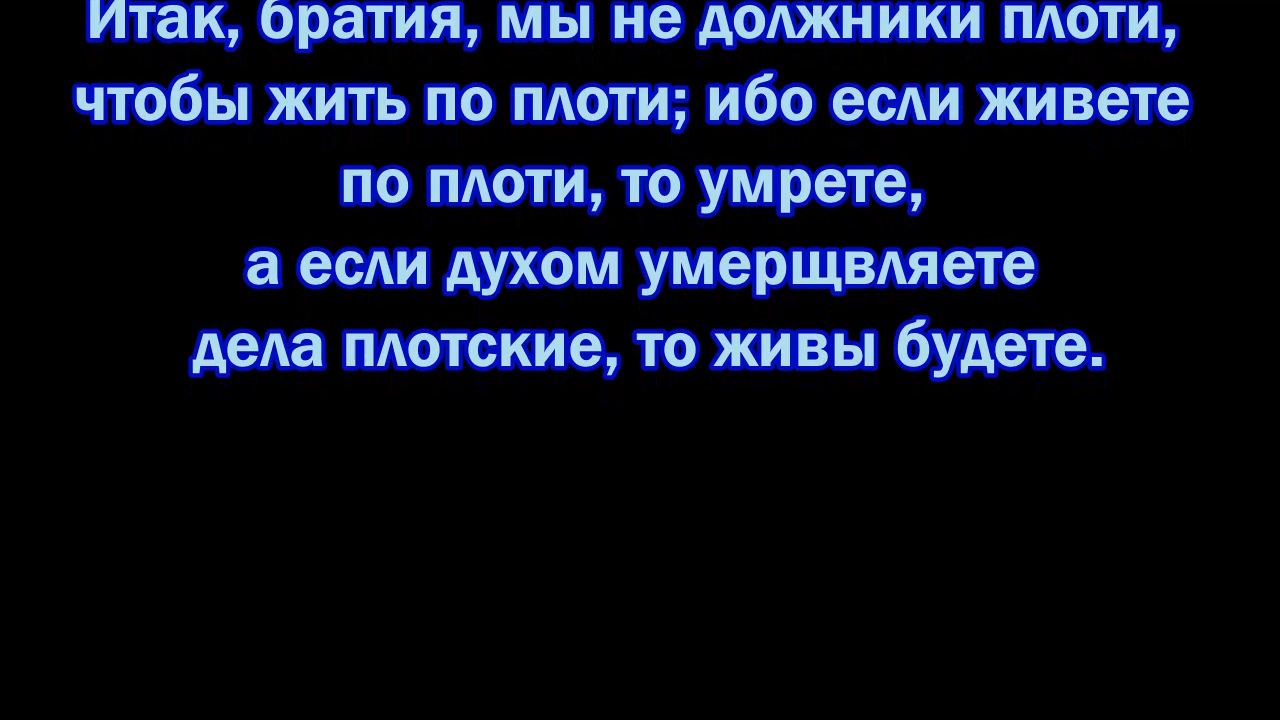 Итак, братия, мы не должники плоти,
чтобы жить по плоти; ибо если живете
по плоти, то умрете,
а если духом умерщвляете
дела плотские, то живы будете.